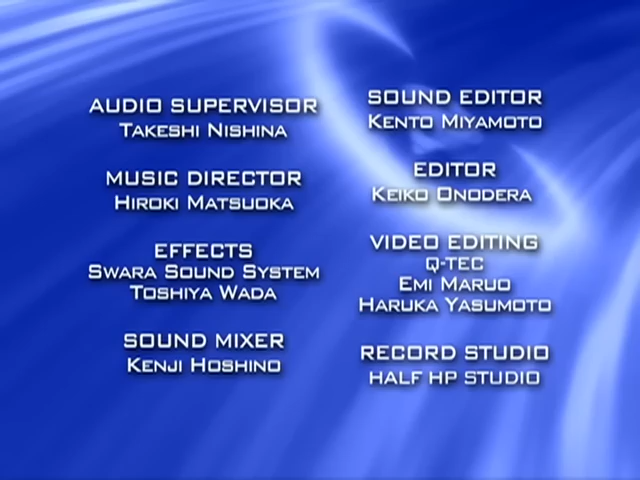 AUDIO SUPERVISOR
TAKESHI NISHINA
MUSIC DIRECTOR
HIROKI MATSUOKA
EFFECTS
SWARA SOUND SYSTEM
TOSHIYA WADA
SOUND MIXER
KENJI HOSHINO
SOUND EDITOR
KENTO MIYAMOTO
EDITOR
KEIKO ONODERA
VIDEO EDITING
Q-TEC
EMI MARUO
HARUKA YASUMOTO
RECORD STUDIO
HALF HP STUDIO